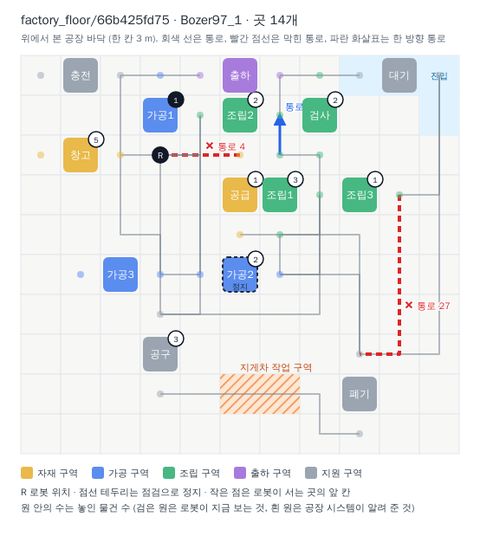 factory_floor/66b425fd75 · Bozer97_1 · 곳 14개
위에서 본 공장 바닥 (한 칸 3 m). 회색 선은 통로, 빨간 점선은 막힌 통로, 파란 화살표는 한 방향 통로
충전
출하
대기
진입
1
가공1
2
조립2
통로
2
검사
5
창고
R
× 통로 4
1
공급
3
조립1
1
조립3
가공3
2
가공2
정지
× 통로 27
3
공구
지게차 작업 구역
폐기
자재 구역 가공 구역 조립 구역 출하 구역 지원 구역
R 로봇 위치 · 점선 테두리는 점검으로 정지 · 작은 점은 로봇이 서는 곳의 앞 칸
원 안의 수는 놓인 물건 수 (검은 원은 로봇이 지금 보는 것, 흰 원은 공장 시스템이 알려 준 것)